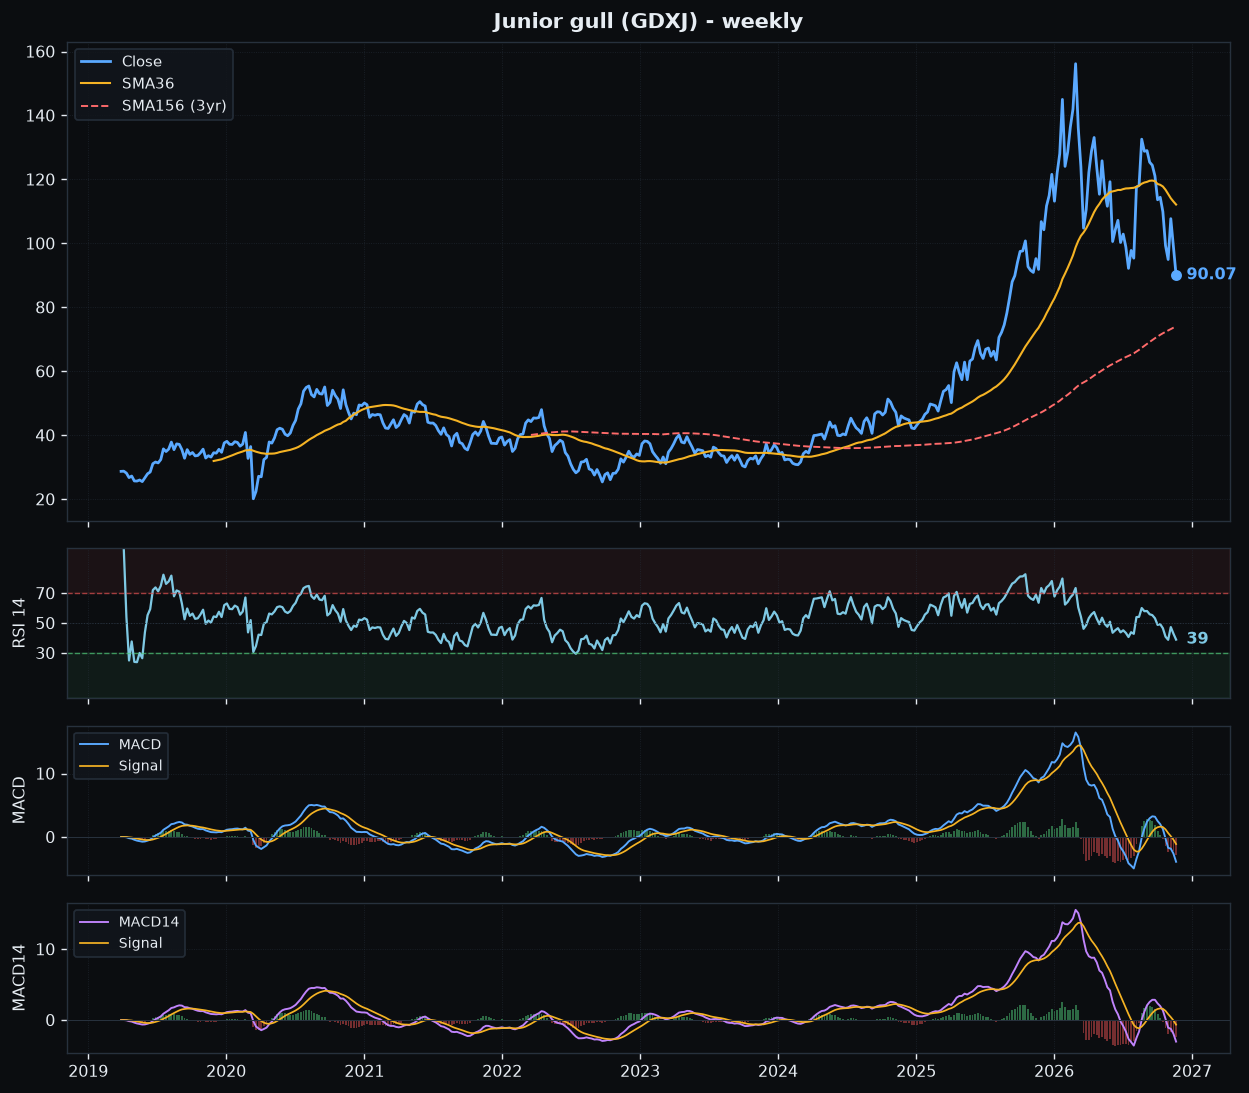 Junior gull (GDXJ) - weekly
160
140
120
100
80
60
40
20
Close
SMA36
SMA156 (3yr)
90.07
RSI 14
70
50
30
39
MACD
10
0
MACD
Signal
MACD14
10
0
MACD14
Signal
2019 2020 2021 2022 2023 2024 2025 2026 2027